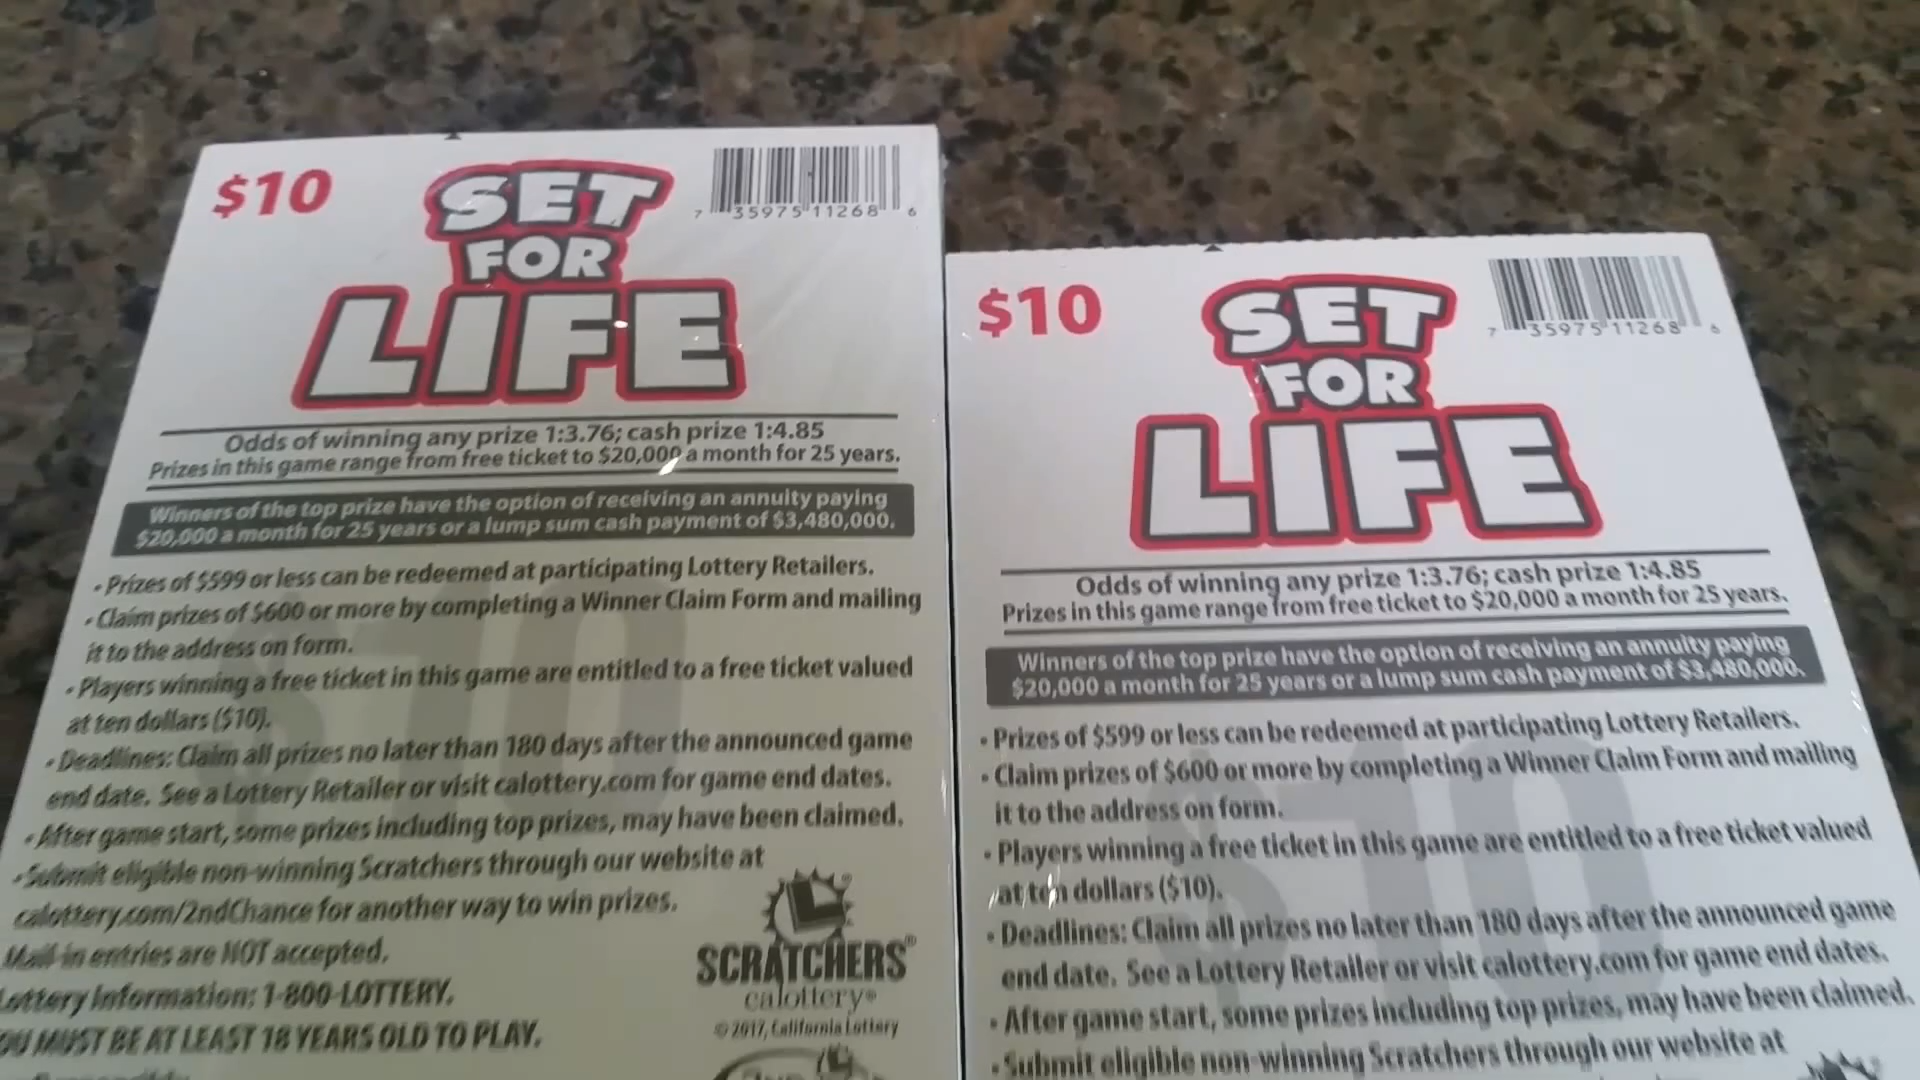 $10
SET
FOR
LIFE
7 35975 11268 6
Odds of winning any prize 1:3.76; cash prize 1:4.85
Prizes in this game range from free ticket to $20,000 a month for 25 years.
Winners of the top prize have the option of receiving an annuity paying
$20,000 a month for 25 years or a lump sum cash payment of $3,480,000.
• Prizes of $599 or less can be redeemed at participating Lottery Retailers.
• Claim prizes of $600 or more by completing a Winner Claim Form and mailing
it to the address on form.
• Players winning a free ticket in this game are entitled to a free ticket valued
at ten dollars ($10).
• Deadlines: Claim all prizes no later than 180 days after the announced game
end date. See a Lottery Retailer or visit calottery.com for game end dates.
• After game start, some prizes including top prizes, may have been claimed.
• Submit eligible non-winning Scratchers through our website at
calottery.com/2ndChance for another way to win prizes.
Mail-in entries are NOT accepted.
Lottery Information: 1-800-LOTTERY.
OU MUST BE AT LEAST 18 YEARS OLD TO PLAY.
$10
SCRATCHERS®
calottery®
© 2017, California Lottery
$10
SET
FOR
LIFE
7 35975 11268 6
Odds of winning any prize 1:3.76; cash prize 1:4.85
Prizes in this game range from free ticket to $20,000 a month for 25 years.
Winners of the top prize have the option of receiving an annuity paying
$20,000 a month for 25 years or a lump sum cash payment of $3,480,000.
• Prizes of $599 or less can be redeemed at participating Lottery Retailers.
• Claim prizes of $600 or more by completing a Winner Claim Form and mailing
it to the address on form.
• Players winning a free ticket in this game are entitled to a free ticket valued
at ten dollars ($10).
• Deadlines: Claim all prizes no later than 180 days after the announced game
end date. See a Lottery Retailer or visit calottery.com for game end dates.
• After game start, some prizes including top prizes, may have been claimed.
• Submit eligible non-winning Scratchers through our website at
$10